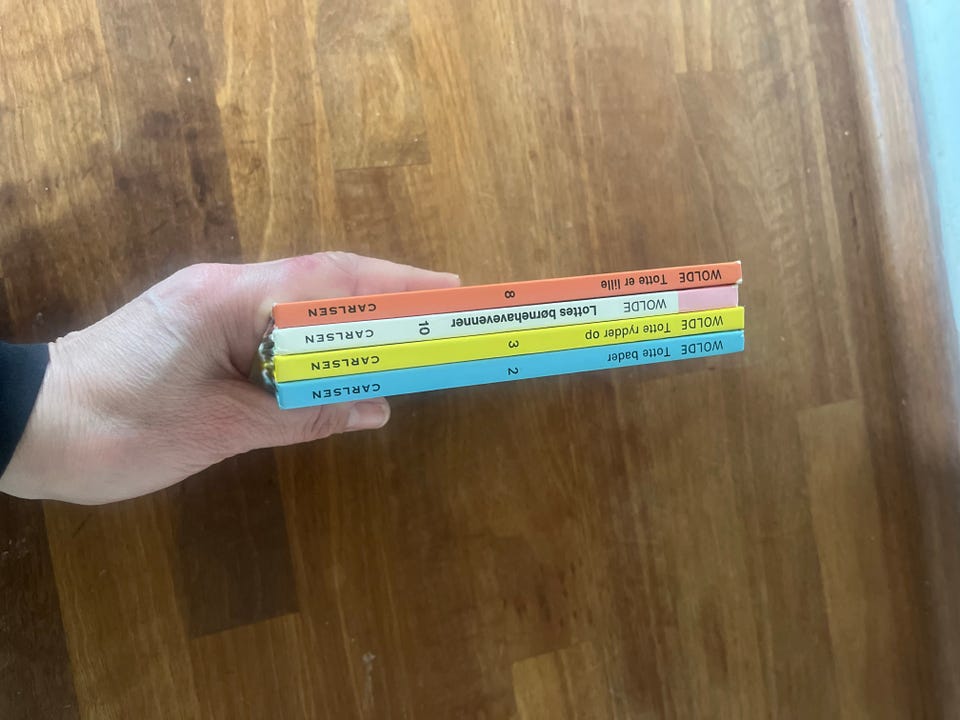 WOLDE Totte er lille 8 CARLSEN
WOLDE Lottes børnehavevenner 10 CARLSEN
WOLDE Totte rydder op 3 CARLSEN
WOLDE Totte bader 2 CARLSEN